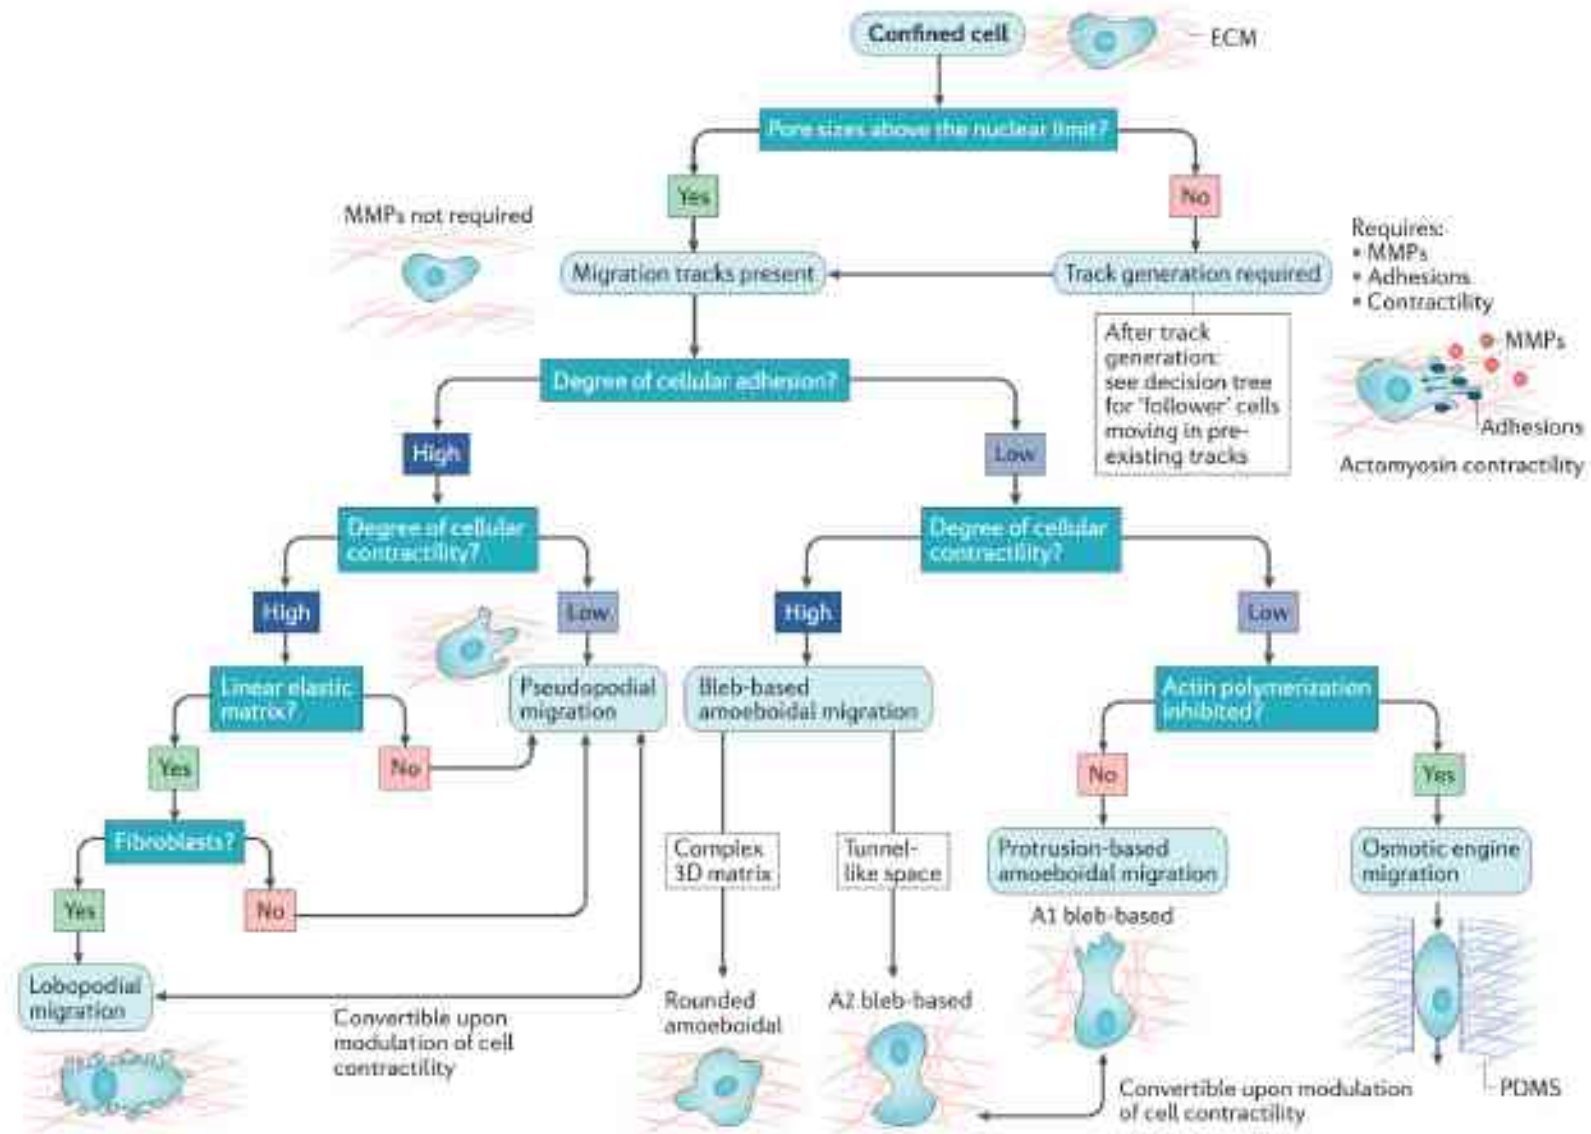 Confined cell
ECM
Pore sizes above the nuclear limit?
Yes
No
MMPs not required
Migration tracks present
Track generation required
Requires:
• MMPs
• Adhesions
• Contractility
After track
generation:
see decision tree
for 'follower' cells
moving in pre-
existing tracks
MMPs
Adhesions
Actomyosin contractility
Degree of cellular adhesion?
High
Low
Degree of cellular
contractility?
Degree of cellular
contractility?
High
Low
High
Low
Linear elastic
matrix?
Pseudopodial
migration
Bleb-based
amoeboidal migration
Actin polymerization
inhibited?
Yes
No
No
Yes
Fibroblasts?
Complex
3D matrix
Tunnel-
like space
Protrusion-based
amoeboidal migration
Osmotic engine
migration
Yes
No
A1 bleb-based
Lobopodial
migration
Convertible upon
modulation of cell
contractility
Rounded
amoeboidal
A2 bleb-based
Convertible upon modulation
of cell contractility
PDMS